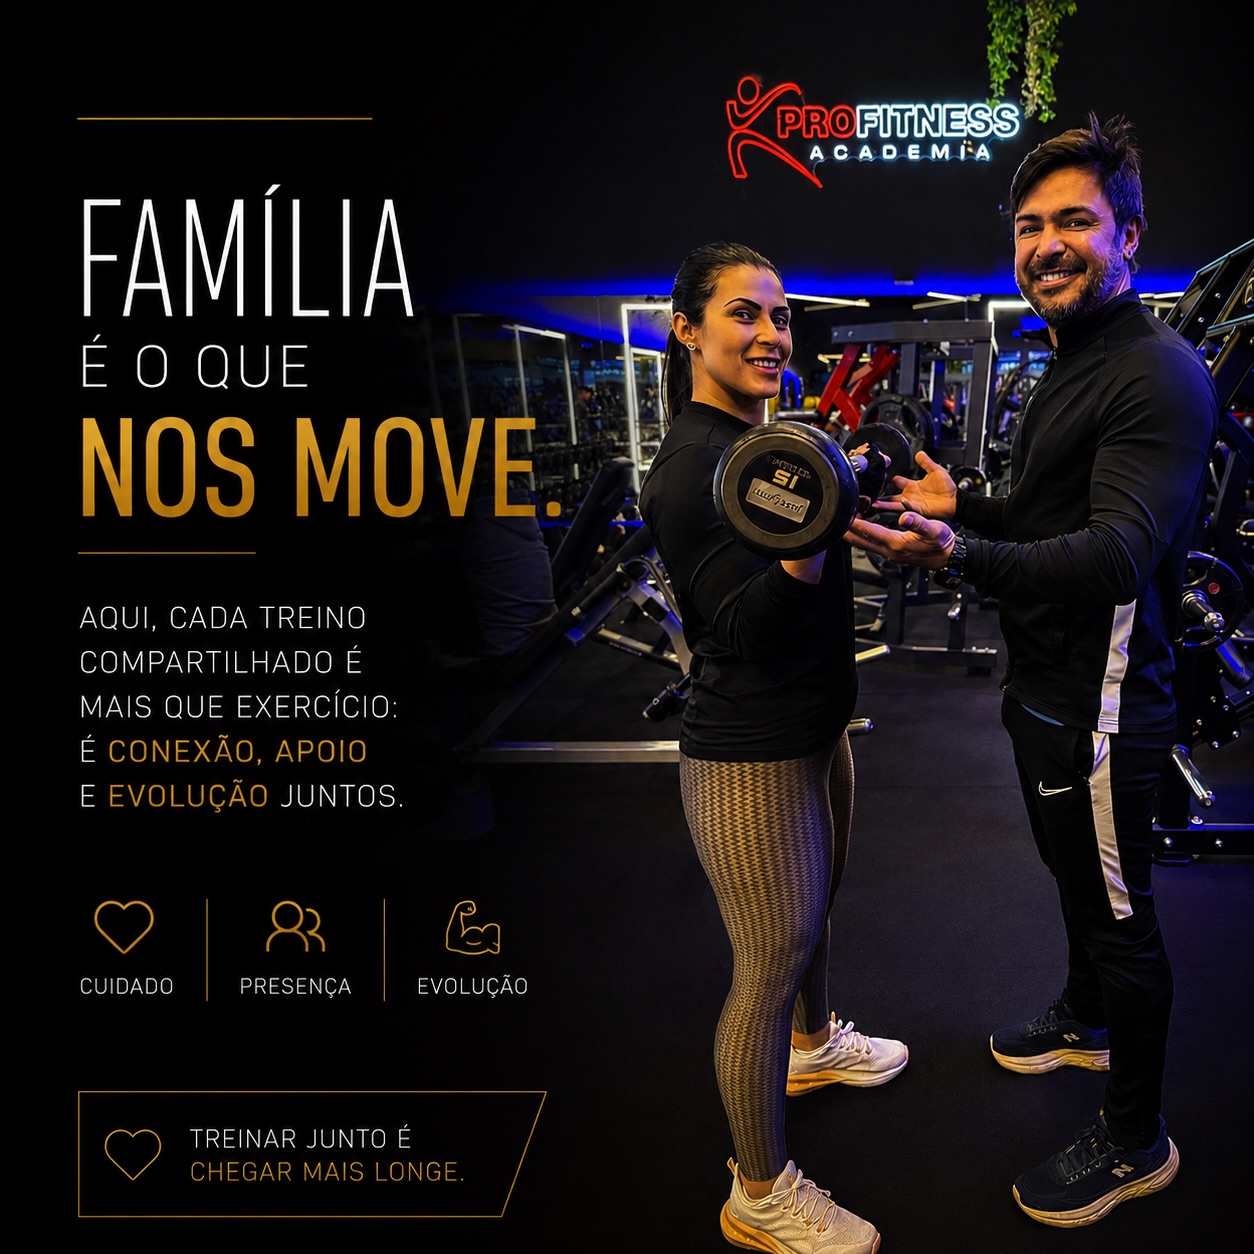 PROFITNESS
ACADEMIA
FAMÍLIA
É O QUE
NOS MOVE.
AQUI, CADA TREINO
COMPARTILHADO É
MAIS QUE EXERCÍCIO:
É CONEXÃO, APOIO
E EVOLUÇÃO JUNTOS.
CUIDADO
PRESENÇA
EVOLUÇÃO
TREINAR JUNTO É
CHEGAR MAIS LONGE.
15